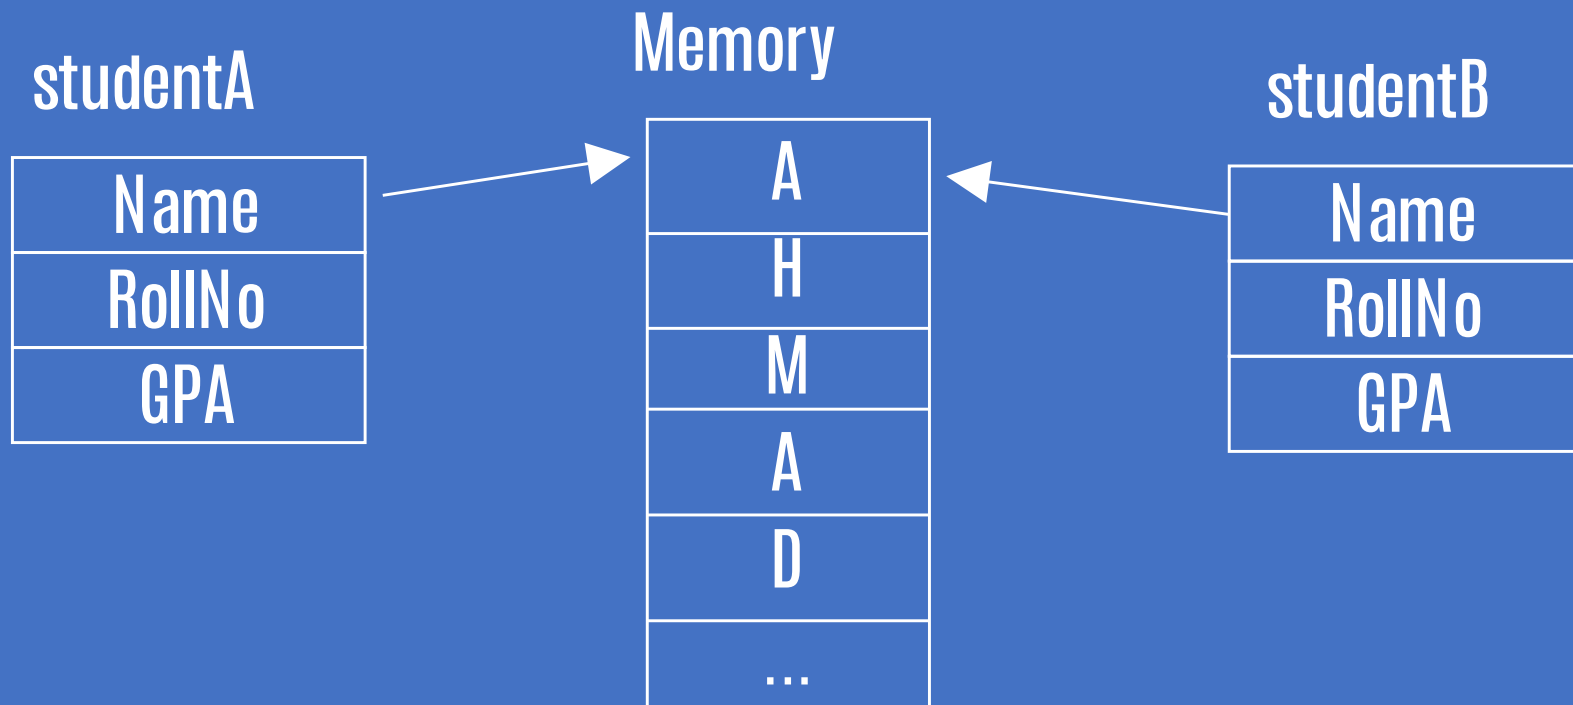 studentA
Name
RollNo
GPA
Memory
A
H
M
A
D
...
studentB
Name
RollNo
GPA